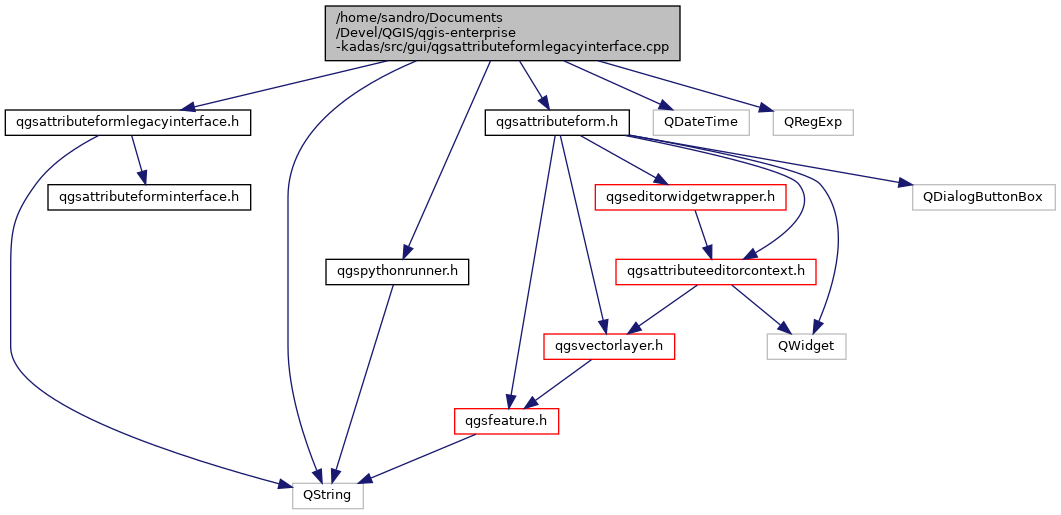 /home/sandro/Documents
/Devel/QGIS/qgis-enterprise
-kadas/src/gui/qgsattributeformlegacyinterface.cpp
qgsattributeformlegacyinterface.h
qgsattributeform.h
QDateTime
QRegExp
qgsattributeforminterface.h
qgseditorwidgetwrapper.h
QDialogButtonBox
qgspythonrunner.h
qgsattributeeditorcontext.h
qgsvectorlayer.h
QWidget
qgsfeature.h
QString